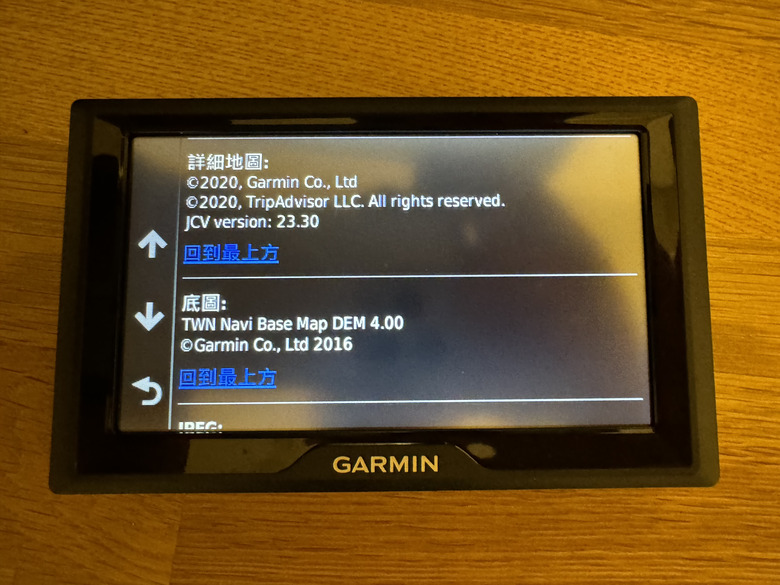 詳細地圖:
©2020, Garmin Co., Ltd
©2020, TripAdvisor LLC. All rights reserved.
JCV version: 23.30
回到最上方
底圖:
TWN Navi Base Map DEM 4.00
©Garmin Co., Ltd 2016
回到最上方
JPEG:
GARMIN